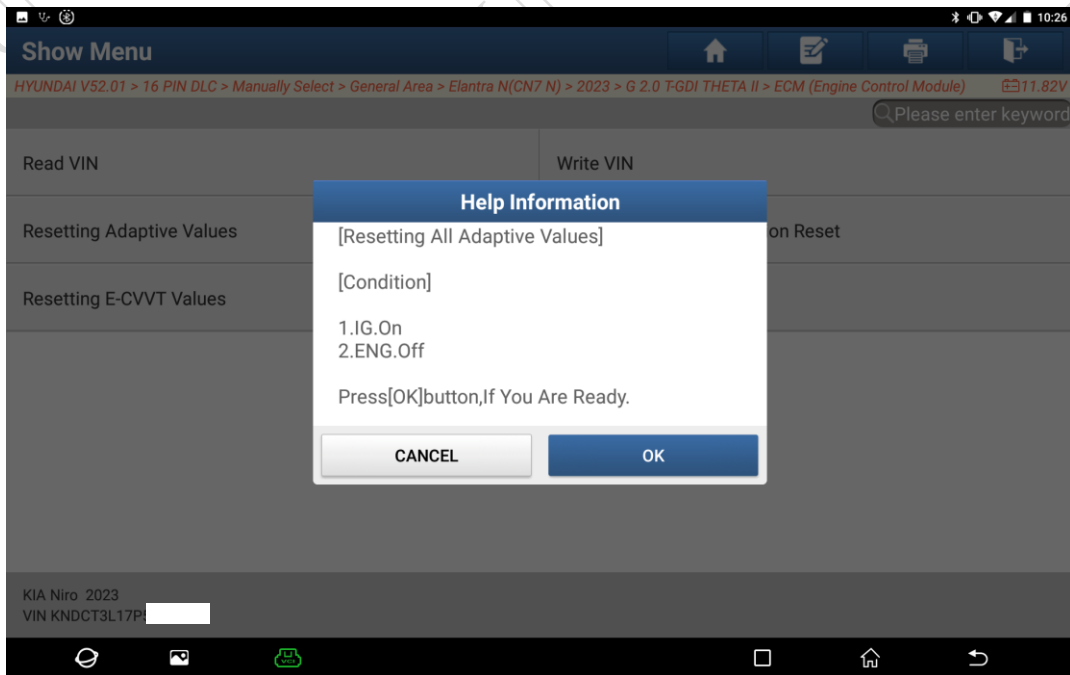 10:26
Show Menu
HYUNDAI V52.01 > 16 PIN DLC > Manually Select > General Area > Elantra N(CN7 N) > 2023 > G 2.0 T-GDI THETA II > ECM (Engine Control Module) 11.82V
Please enter keyword
Read VIN Write VIN
Help Information
Resetting Adaptive Values on Reset
[Resetting All Adaptive Values]
[Condition]
Resetting E-CVVT Values
1.IG.On
2.ENG.Off
Press[OK]button,If You Are Ready.
CANCEL OK
KIA Niro 2023
VIN KNDCT3L17P
VCI